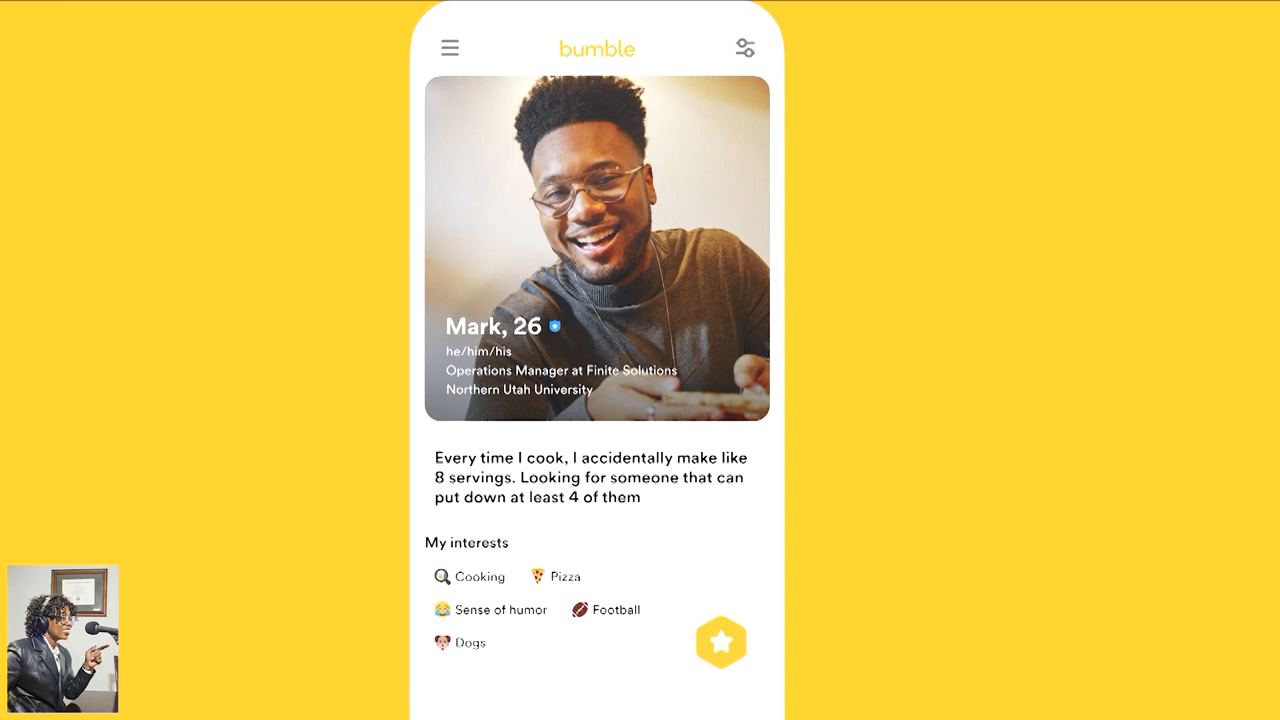 bumble
Mark, 26
he/him/his
Operations Manager at Finite Solutions
Northern Utah University
Every time I cook, I accidentally make like
8 servings. Looking for someone that can
put down at least 4 of them
My interests
Cooking
Pizza
Sense of humor
Football
Dogs